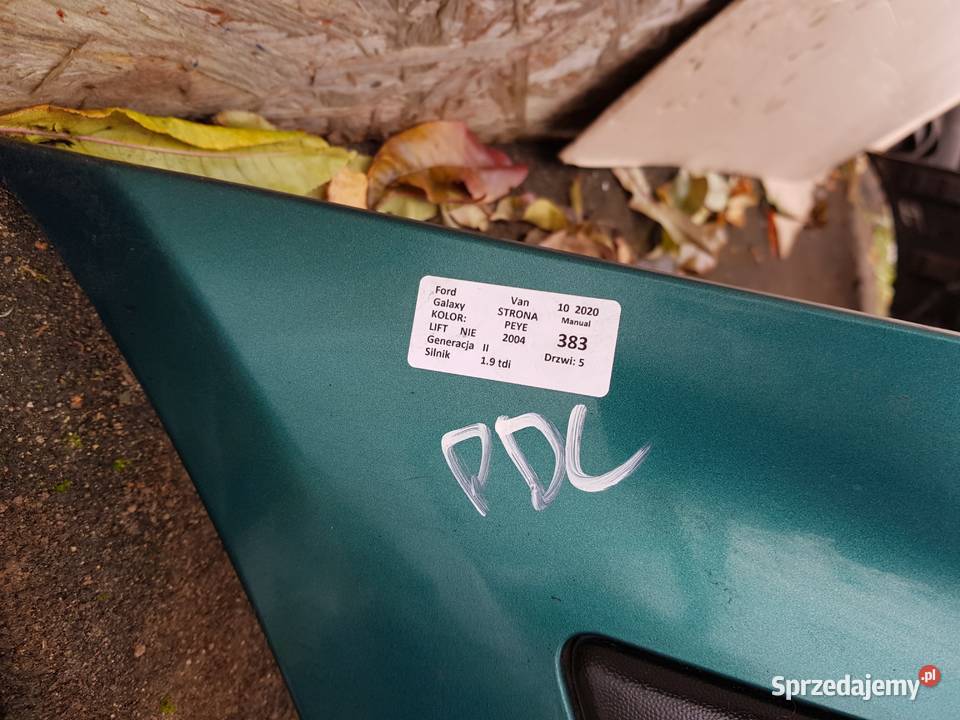 Ford Van 10 2020
Galaxy STRONA Manual
KOLOR: PEYE 383
LIFT NIE 2004 Drzwi: 5
Generacja II
Silnik 1.9 tdi
PDC
Sprzedajemy.pl